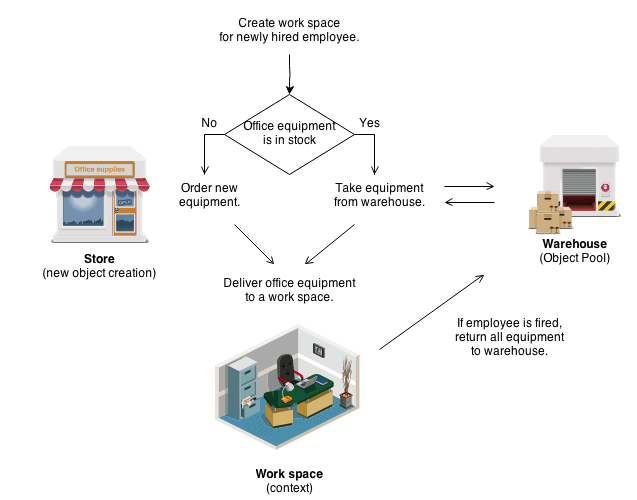 Create work space
for newly hired employee.
No
Yes
Office equipment
is in stock
Office supplies
OPEN
Order new
equipment.
Take equipment
from warehouse.
Store
(new object creation)
Warehouse
(Object Pool)
Deliver office equipment
to a work space.
If employee is fired,
return all equipment
to warehouse.
Work space
(context)